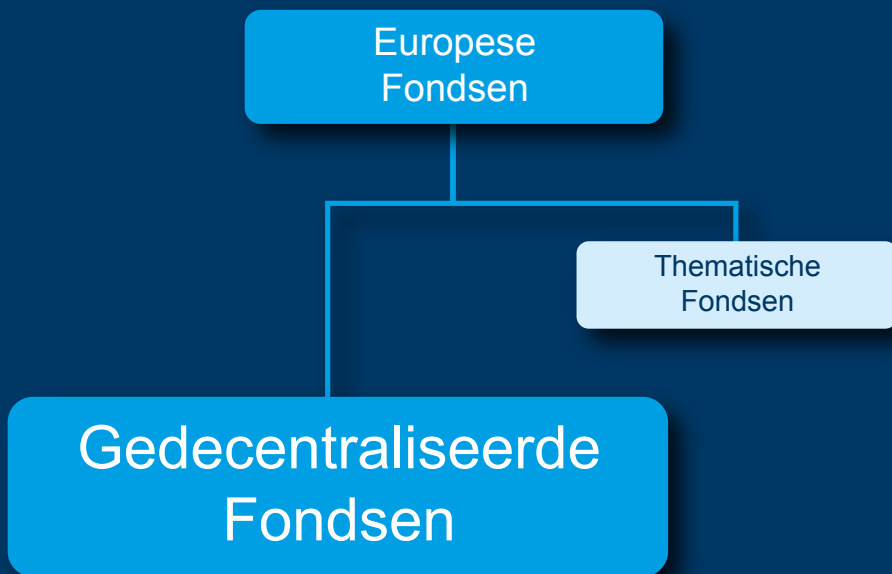 Europese
Fondsen
Thematische
Fondsen
Gedecentraliseerde
Fondsen